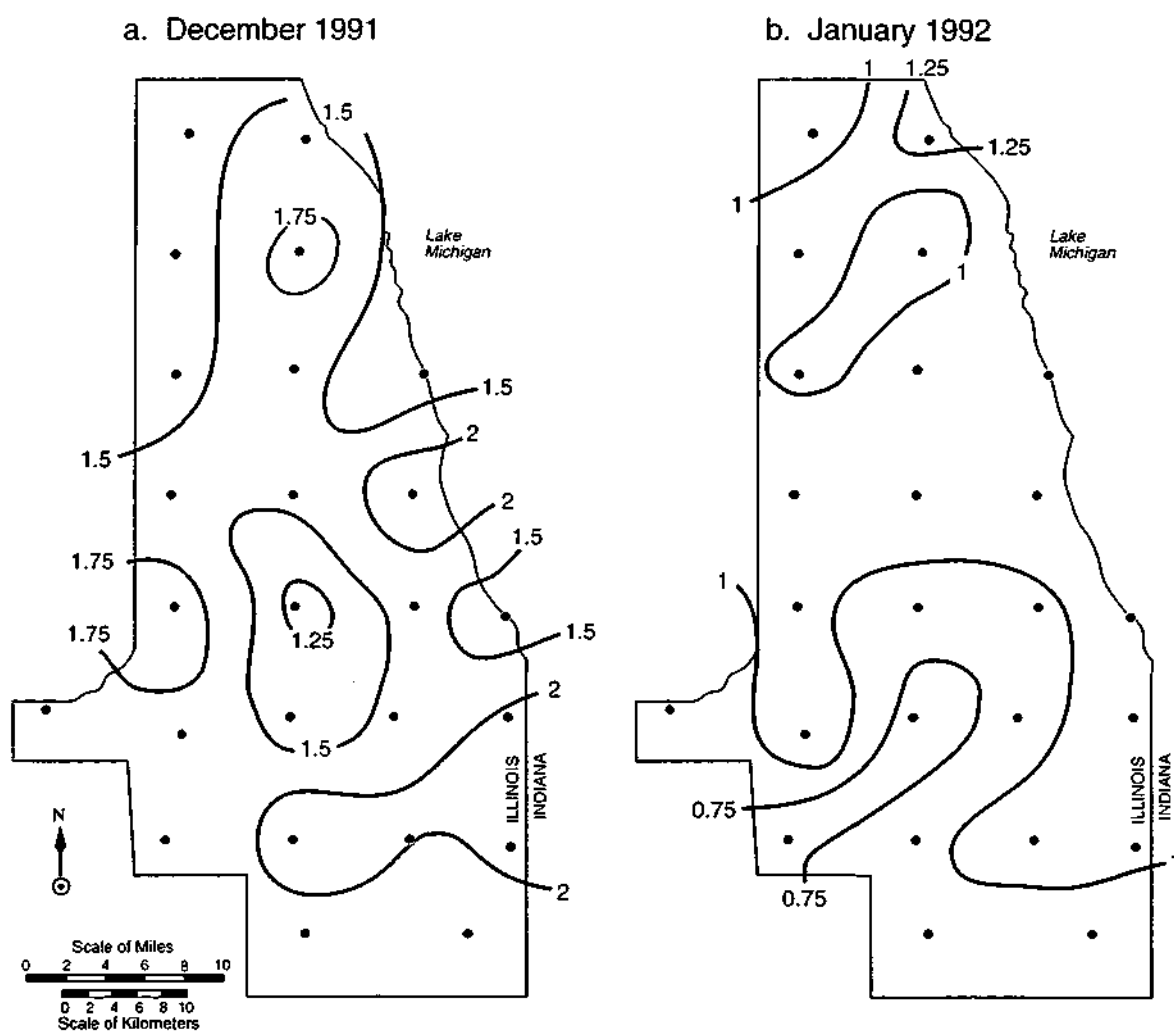 a. December 1991
b. January 1992
1.5
1.75
Lake
Michigan
1.5
1.5
2
2
1.75
1.5
1.75
1.25
1.5
2
1.5
ILLINOIS
INDIANA
N
2
Scale of Miles
0 2 4 6 8 10
0 2 4 6 8 10
Scale of Kilometers
1
1.25
1.25
1
Lake
Michigan
1
1
ILLINOIS
INDIANA
0.75
0.75